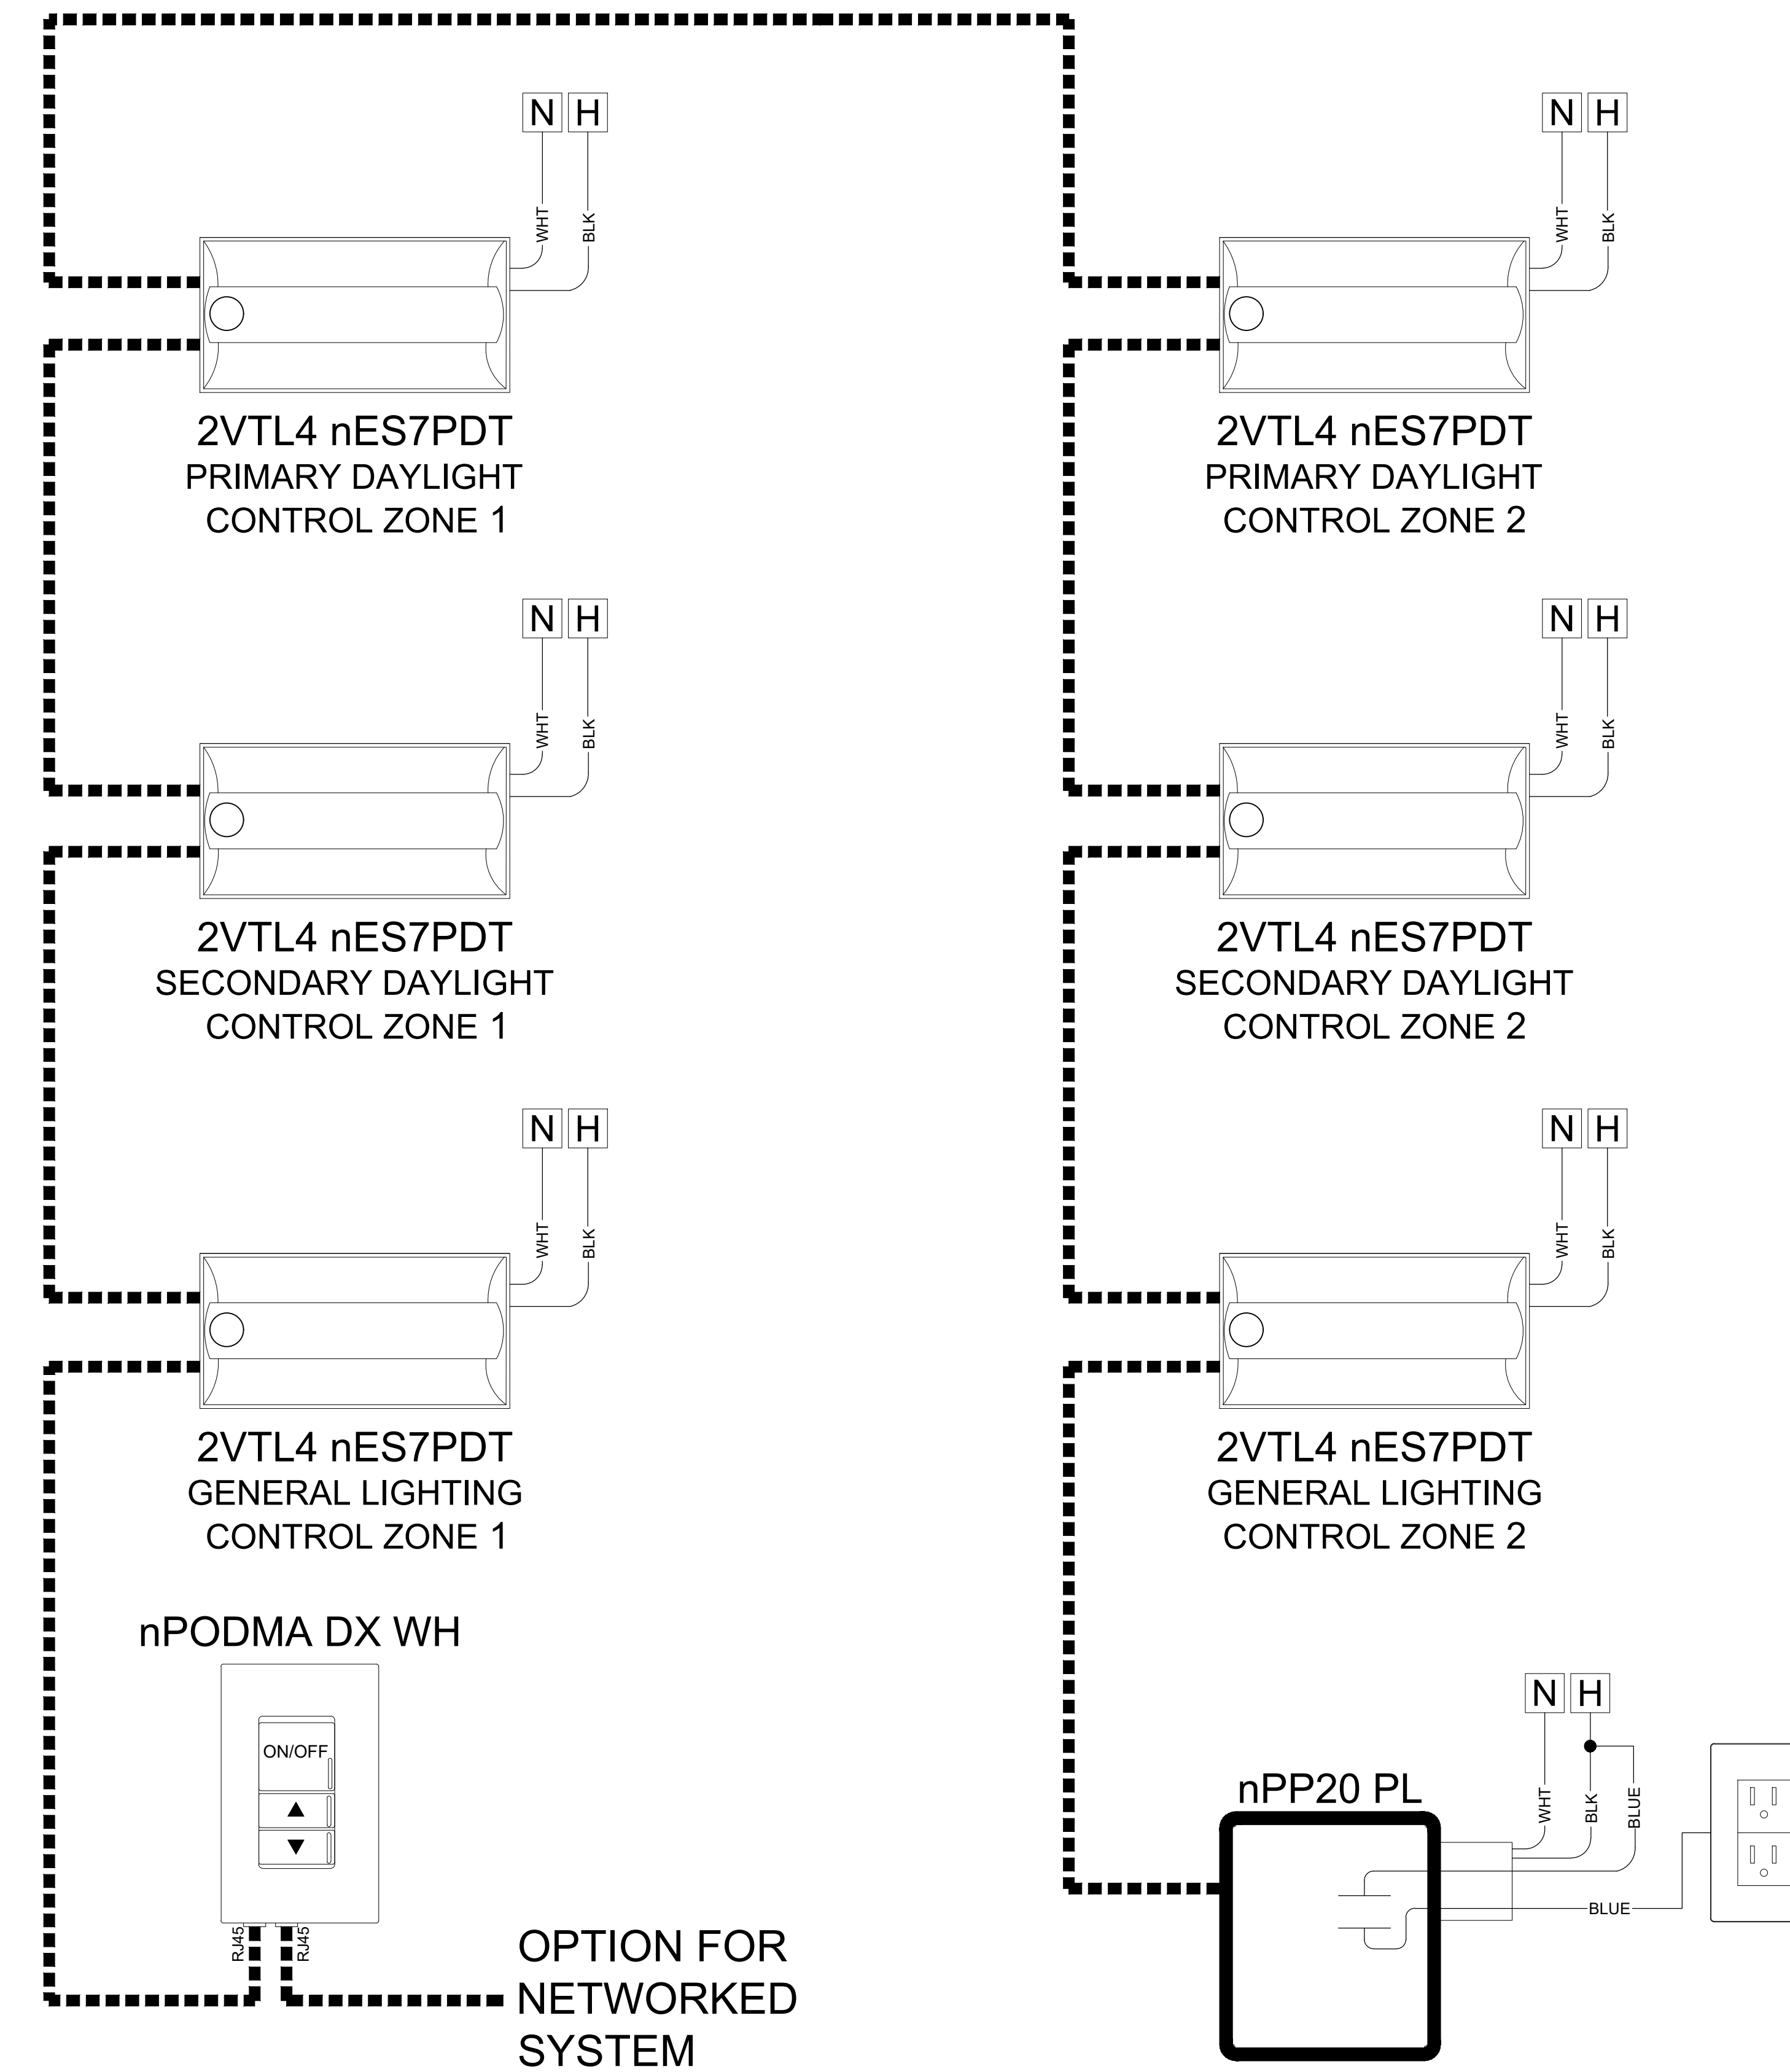 N H
WHT
BLK
2VTL4 nES7PDT
PRIMARY DAYLIGHT
CONTROL ZONE 1
N H
WHT
BLK
2VTL4 nES7PDT
SECONDARY DAYLIGHT
CONTROL ZONE 1
N H
WHT
BLK
2VTL4 nES7PDT
GENERAL LIGHTING
CONTROL ZONE 1
nPODMA DX WH
ON/OFF
RJ45
RJ45
OPTION FOR
NETWORKED
SYSTEM
N H
WHT
BLK
2VTL4 nES7PDT
PRIMARY DAYLIGHT
CONTROL ZONE 2
N H
WHT
BLK
2VTL4 nES7PDT
SECONDARY DAYLIGHT
CONTROL ZONE 2
N H
WHT
BLK
2VTL4 nES7PDT
GENERAL LIGHTING
CONTROL ZONE 2
N H
nPP20 PL
WHT
BLK
BLUE
BLUE